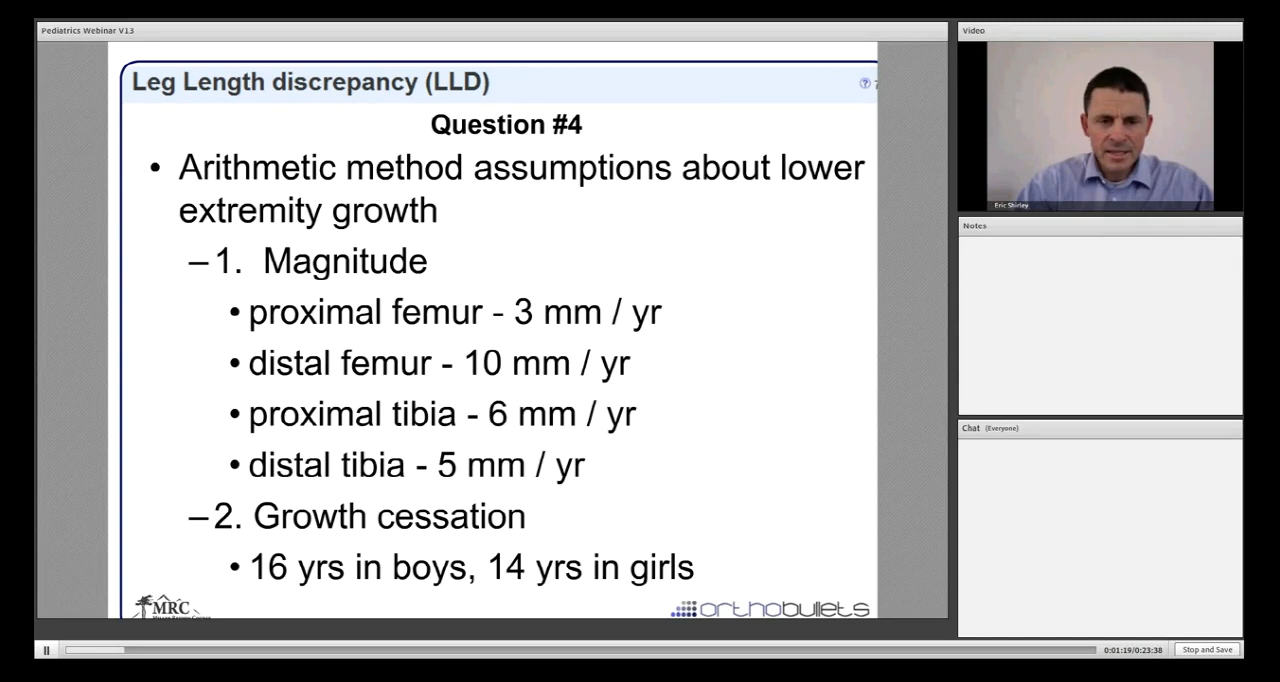 Pediatrics Webinar V13
Leg Length discrepancy (LLD)
Question #4
• Arithmetic method assumptions about lower
extremity growth
– 1. Magnitude
• proximal femur - 3 mm / yr
• distal femur - 10 mm / yr
• proximal tibia - 6 mm / yr
• distal tibia - 5 mm / yr
– 2. Growth cessation
• 16 yrs in boys, 14 yrs in girls
MRC
orthobullets
Video
Eric Shirley
Notes
Chat (Everyone)
0:01:19/0:23:38
Stop and Save